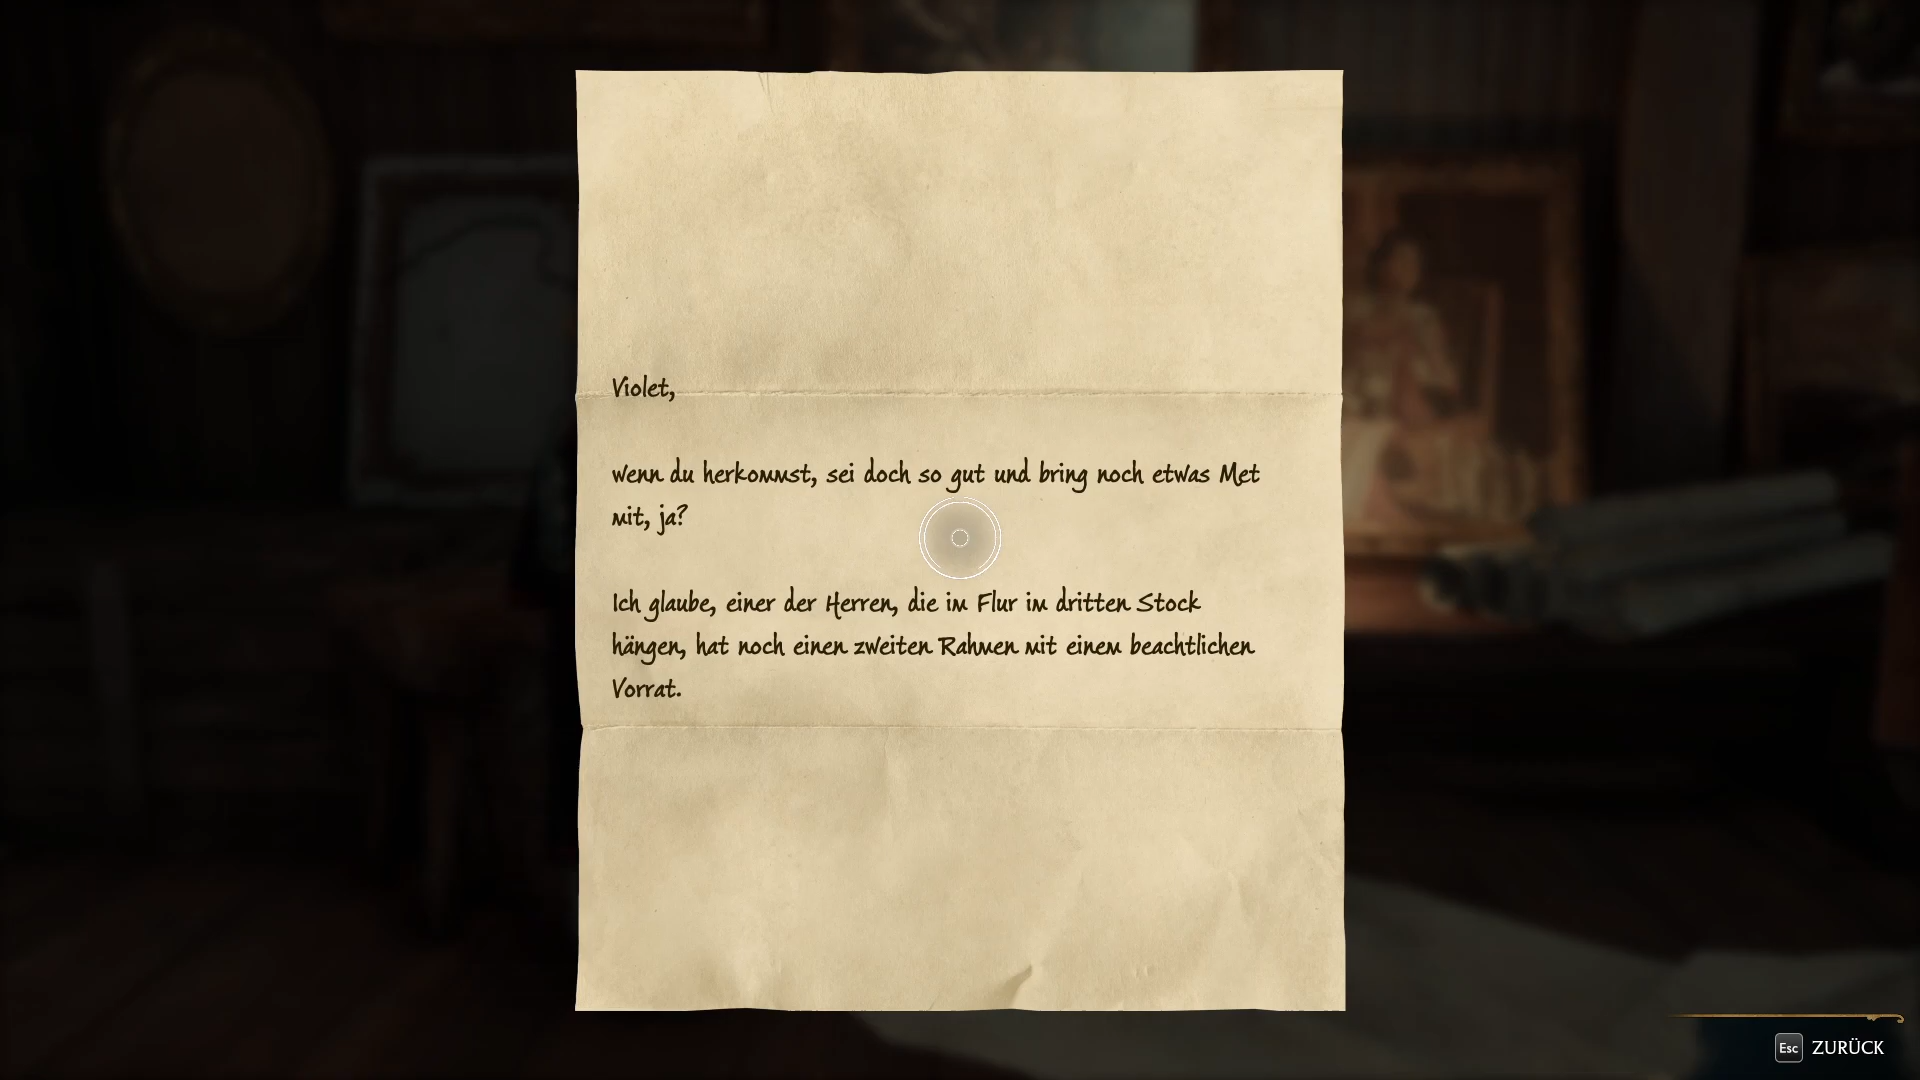 Violet,
wenn du herkommst, sei doch so gut und bring noch etwas Met
mit, ja?
Ich glaube, einer der Herren, die im Flur im dritten Stock
hängen, hat noch einen zweiten Rahmen mit einem beachtlichen
Vorrat.
Esc ZURÜCK